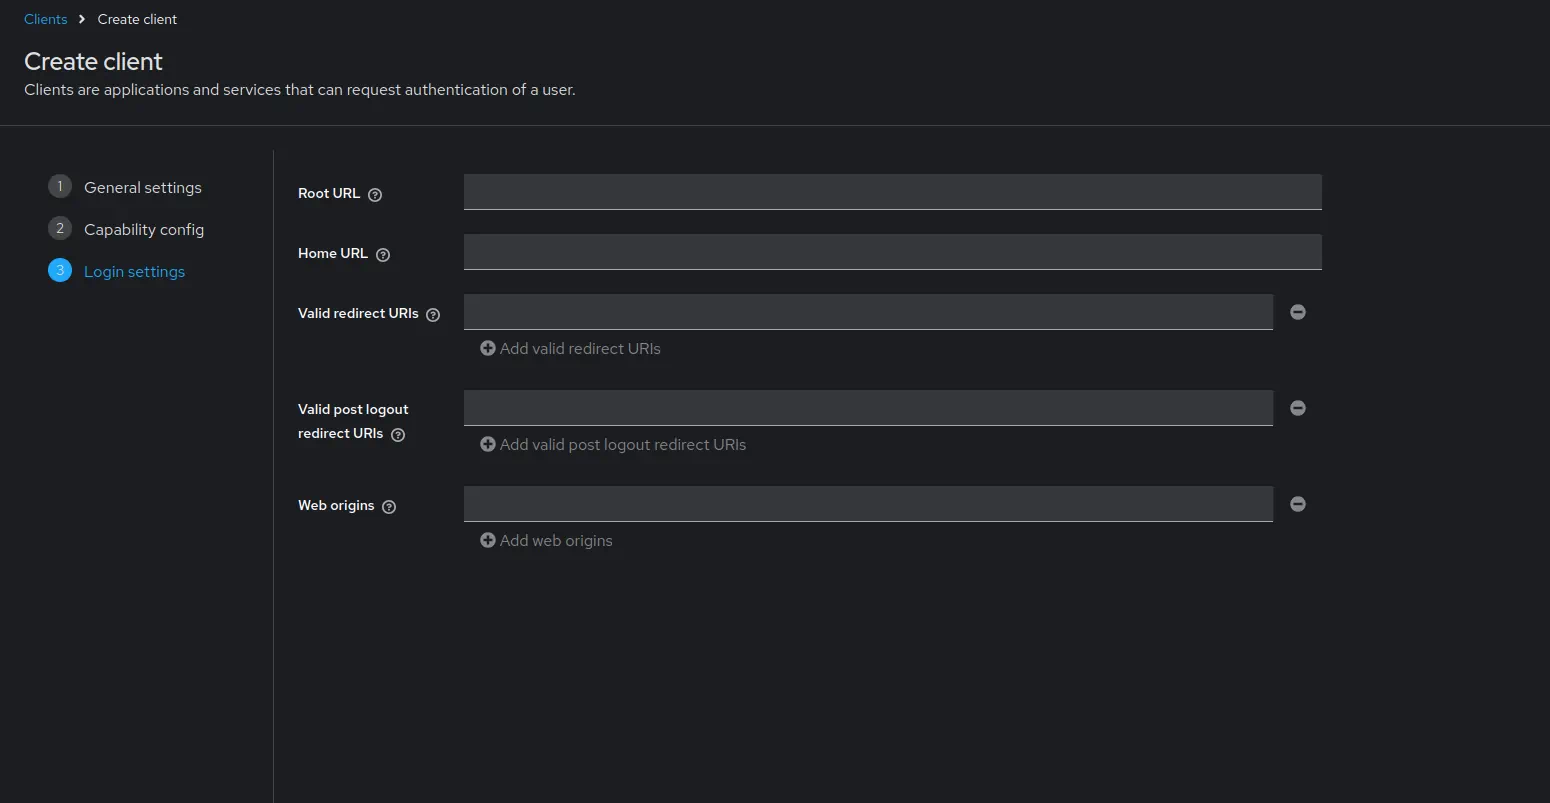 Clients > Create client
Create client
Clients are applications and services that can request authentication of a user.
1 General settings
2 Capability config
3 Login settings
Root URL ?
Home URL ?
Valid redirect URIs ?
Add valid redirect URIs
Valid post logout
redirect URIs ?
Add valid post logout redirect URIs
Web origins ?
Add web origins